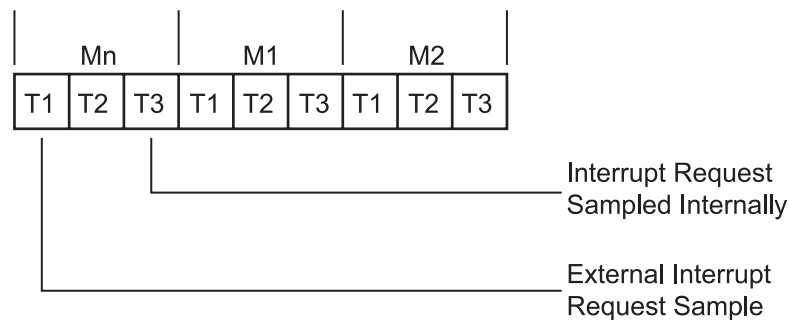 Mn M1 M2
T1 T2 T3 T1 T2 T3 T1 T2 T3
Interrupt Request
Sampled Internally
External Interrupt
Request Sample